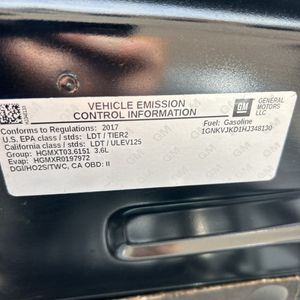 VEHICLE EMISSION
CONTROL INFORMATION
GM
GENERAL
MOTORS
LLC
Conforms to Regulations: 2017
Fuel: Gasoline
U.S. EPA class / stds: LDT / TIER2
1GNKVJKD1HJ348130
California class / stds: LDT / ULEV125
Group: HGMXT03.6151 3.6L
Evap: HGMXR0197972
DGI/HO2S/TWC, CA OBD: II